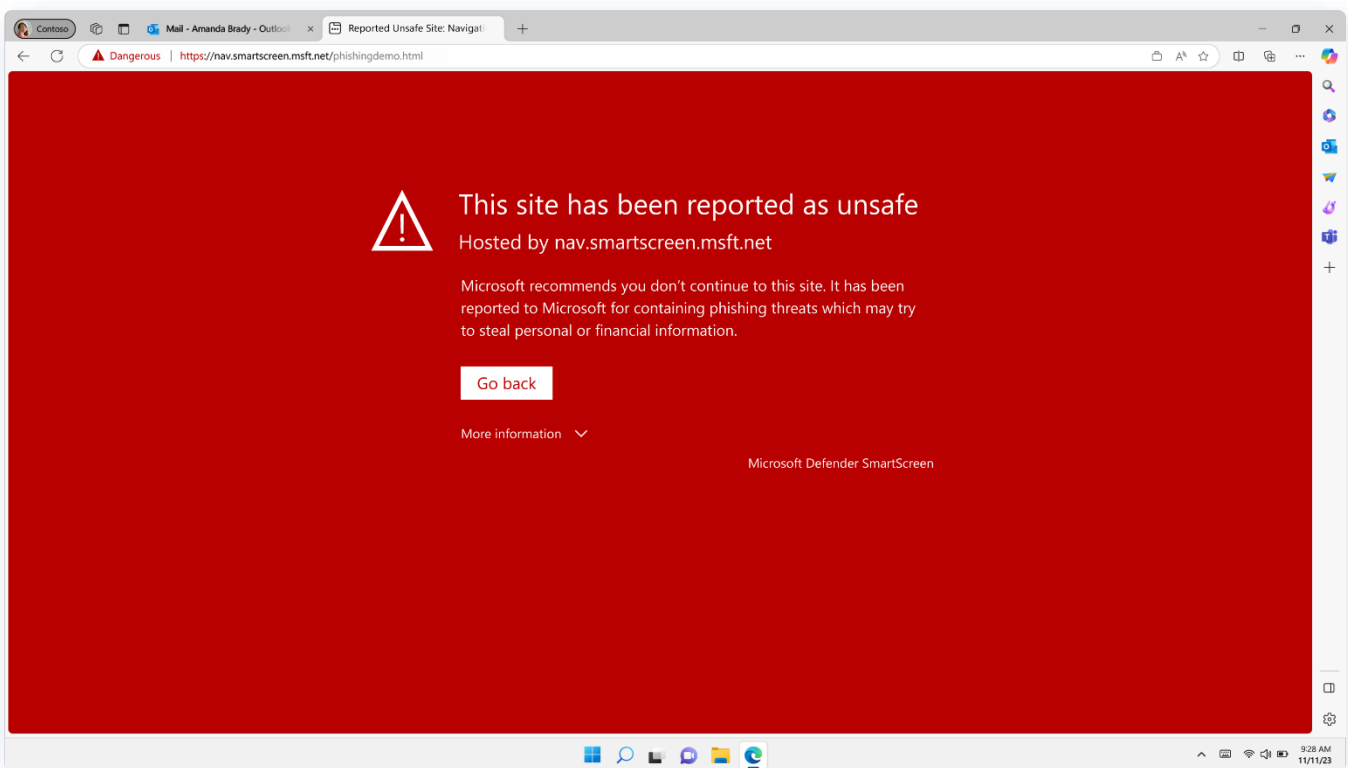 Contoso
Mail - Amanda Brady - Outlook
Reported Unsafe Site: Navigati
Dangerous | https://nav.smartscreen.msft.net/phishingdemo.html
This site has been reported as unsafe
Hosted by nav.smartscreen.msft.net
Microsoft recommends you don't continue to this site. It has been
reported to Microsoft for containing phishing threats which may try
to steal personal or financial information.
Go back
More information
Microsoft Defender SmartScreen
9:28 AM
11/11/23